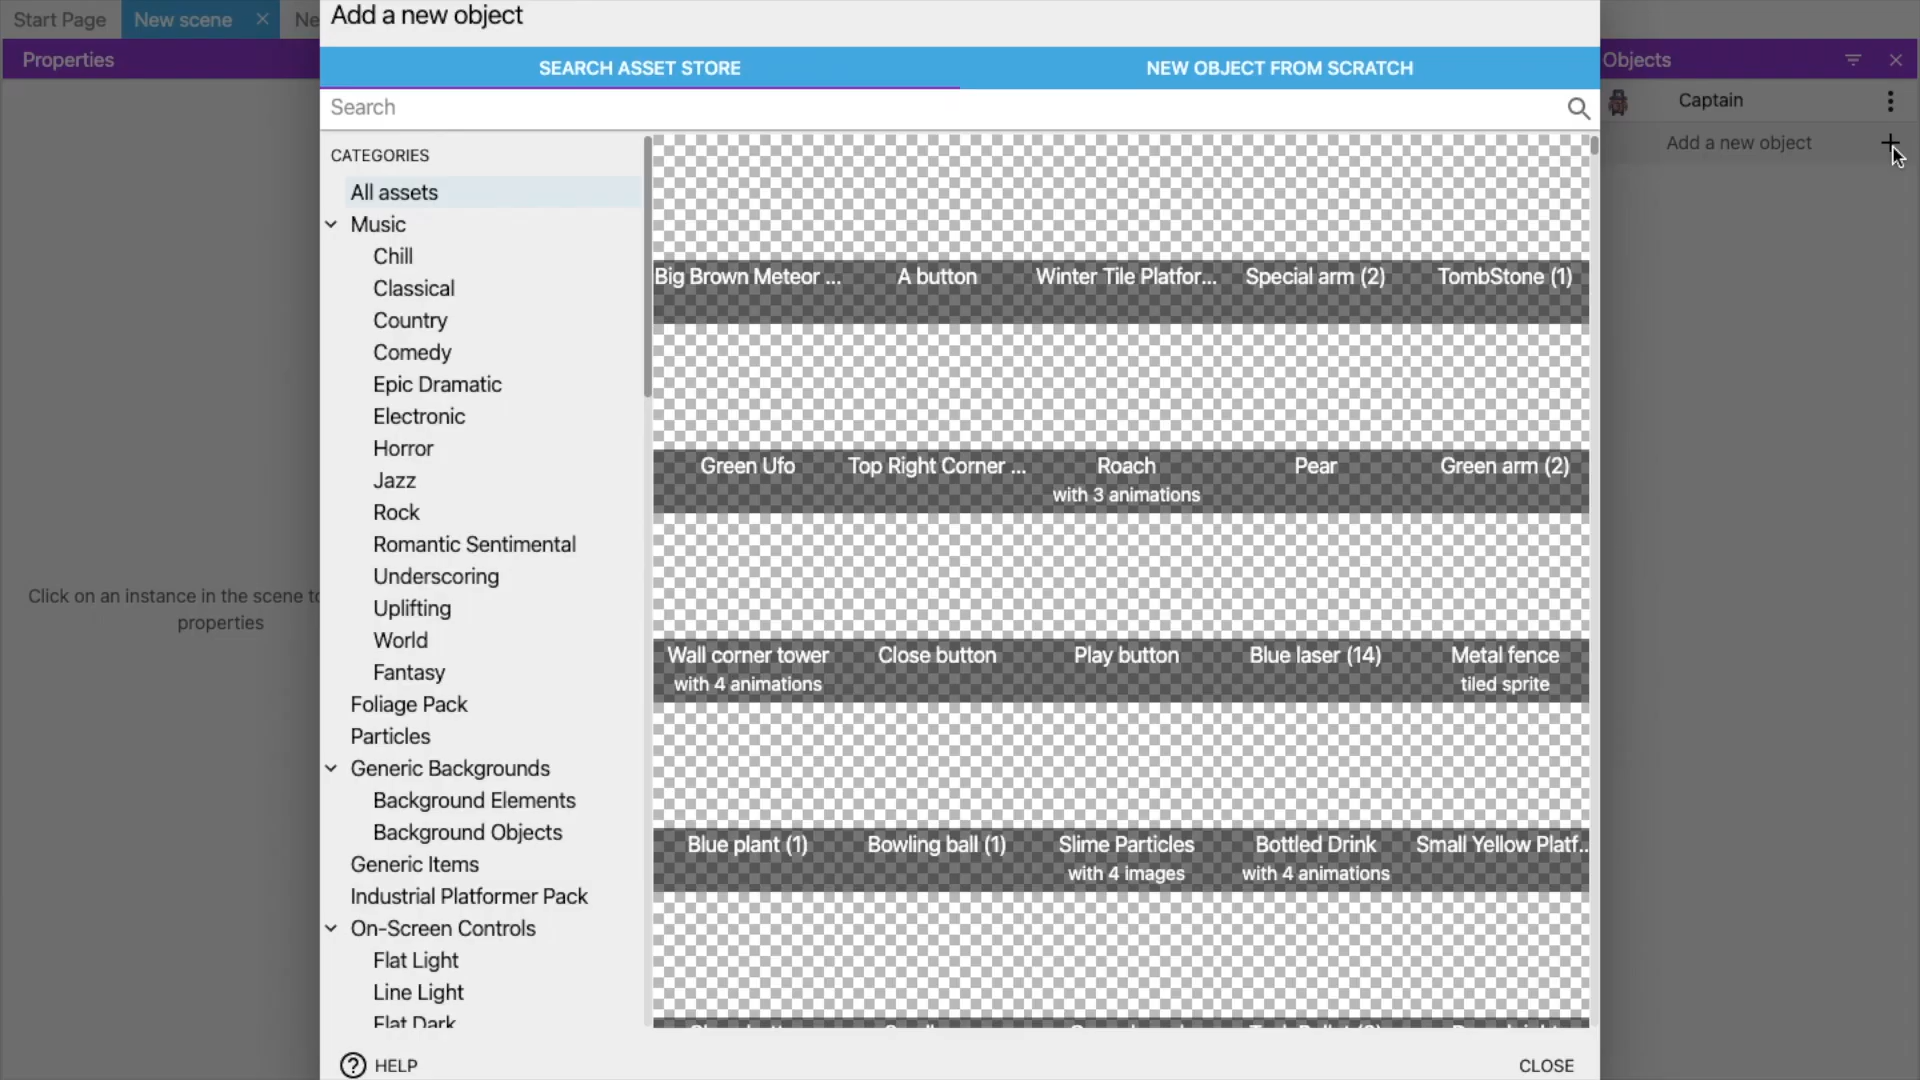 Start Page
New scene
Ne
Add a new object
Properties
Objects
SEARCH ASSET STORE
NEW OBJECT FROM SCRATCH
Search
Captain
Add a new object
CATEGORIES
All assets
Music
Chill
Classical
Country
Comedy
Epic Dramatic
Electronic
Horror
Jazz
Rock
Romantic Sentimental
Underscoring
Uplifting
World
Fantasy
Foliage Pack
Particles
Generic Backgrounds
Background Elements
Background Objects
Generic Items
Industrial Platformer Pack
On-Screen Controls
Flat Light
Line Light
Flat Dark
Big Brown Meteor ...
A button
Winter Tile Platfor...
Special arm (2)
TombStone (1)
Green Ufo
Top Right Corner ...
Roach
with 3 animations
Pear
Green arm (2)
Wall corner tower
with 4 animations
Close button
Play button
Blue laser (14)
Metal fence
tiled sprite
Blue plant (1)
Bowling ball (1)
Slime Particles
with 4 images
Bottled Drink
with 4 animations
Small Yellow Platf...
Click on an instance in the scene to
properties
HELP
CLOSE